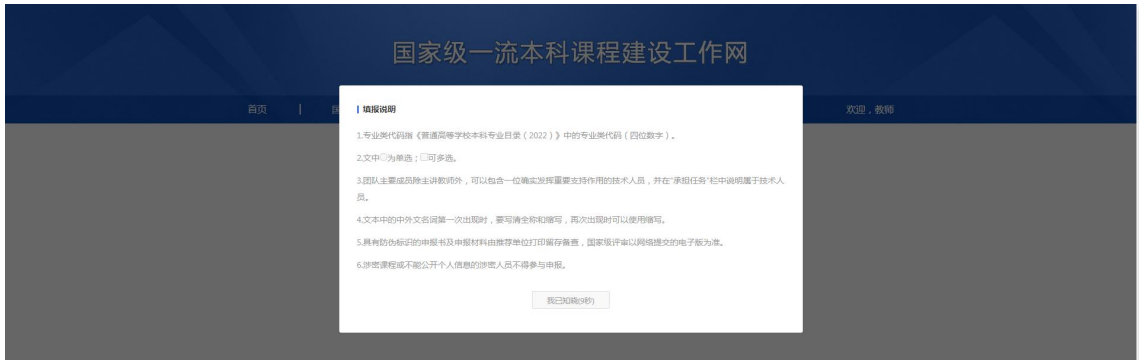 国家级一流本科课程建设工作网
首页 | 国
欢迎，教师
填报说明
1.专业类代码指《普通高等学校本科专业目录（2022）》中的专业类代码（四位数字）。
2.文中○为单选；□可多选。
3.团队主要成员除主讲教师外，可以包含一位确实发挥重要支持作用的技术人员，并在“承担任务”栏中说明属于技术人
员。
4.文本中的中外文名词第一次出现时，要写清全称和缩写，再次出现时可以使用缩写。
5.具有防伪标识的申报书及申报材料由推荐单位打印留存备查，国家级评审以网络提交的电子版为准。
6.涉密课程或不能公开个人信息的涉密人员不得参与申报。
我已知晓(9秒)